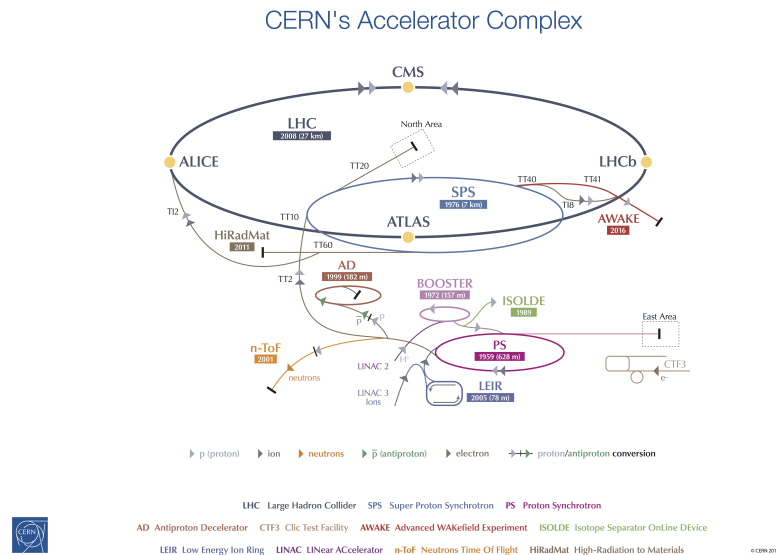 CERN's Accelerator Complex
CMS
LHC
2008 (27 km)
North Area
ALICE
LHCb
TT20
TT40
TT41
SPS
1976 (7 km)
TI2
TT10
TI8
ATLAS
AWAKE
2016
HiRadMat
2011
TT60
AD
1999 (182 m)
TT2
BOOSTER
1972 (157 m)
ISOLDE
1989
p̅
p
East Area
n-ToF
2001
PS
1959 (628 m)
LINAC 2
H⁻
neutrons
CTF3
e⁻
LEIR
2005 (78 m)
LINAC 3
Ions
p (proton)
ion
neutrons
p̅ (antiproton)
electron
proton/antiproton conversion
LHC Large Hadron Collider SPS Super Proton Synchrotron PS Proton Synchrotron
AD Antiproton Decelerator CTF3 Clic Test Facility AWAKE Advanced WAKefield Experiment ISOLDE Isotope Separator OnLine DEvice
LEIR Low Energy Ion Ring LINAC LINear ACcelerator n-ToF Neutrons Time Of Flight HiRadMat High-Radiation to Materials
CERN
© CERN 201